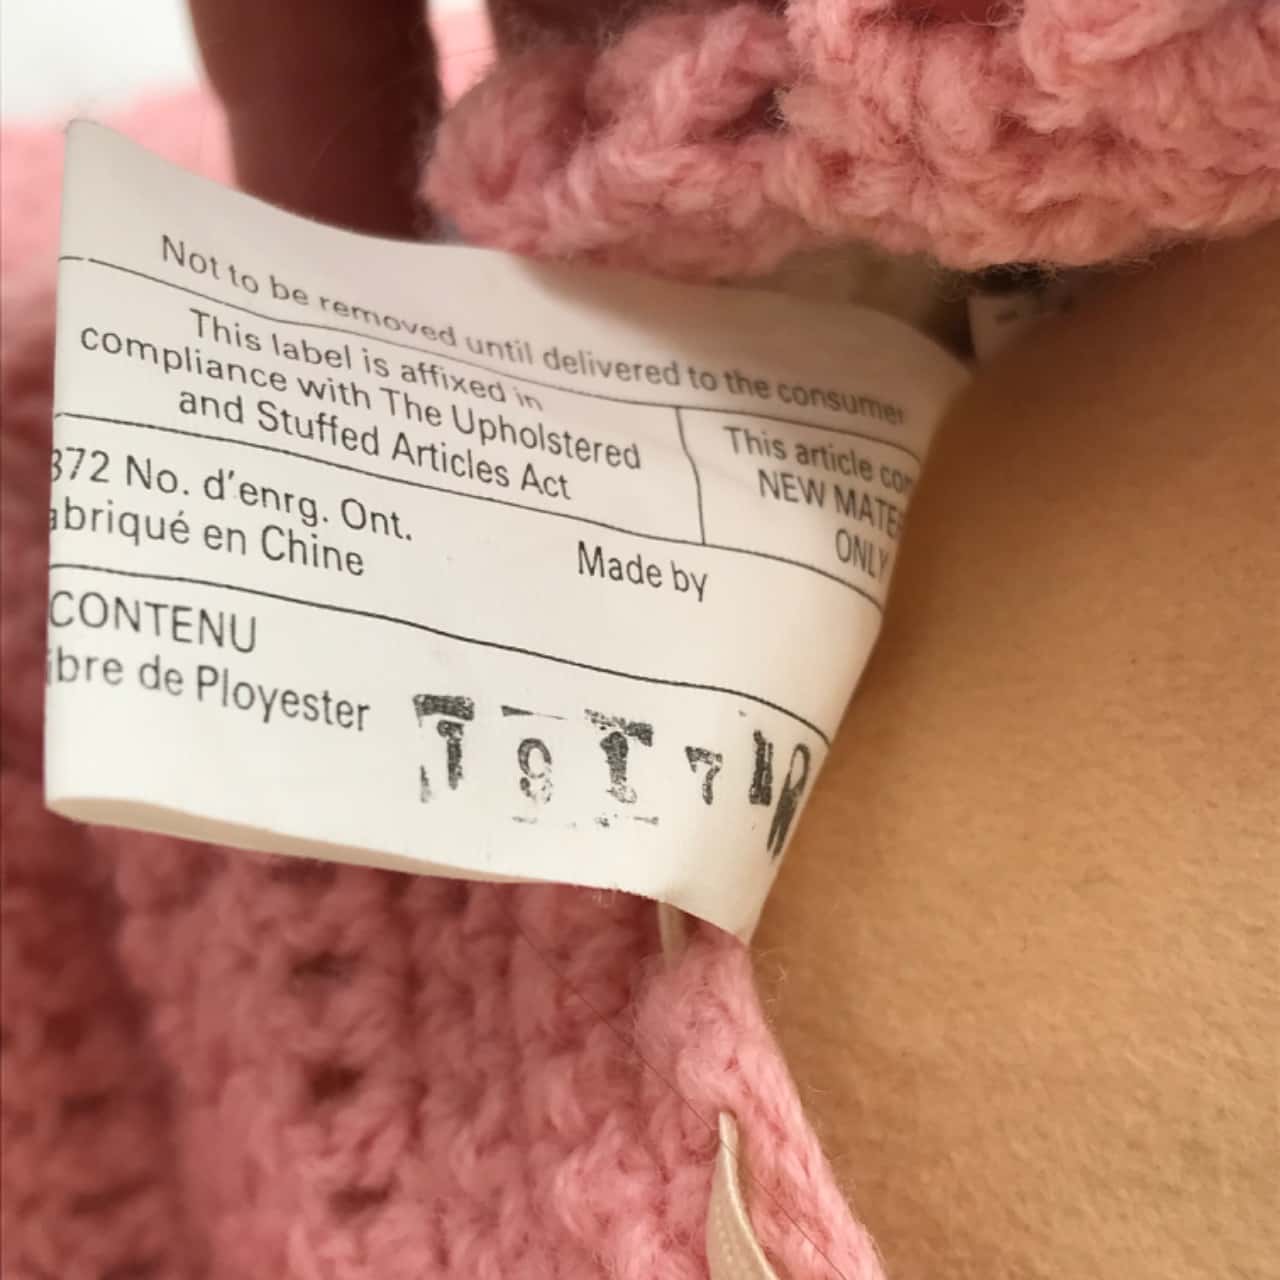 Not to be removed until delivered to the consumer
This label is affixed in
compliance with The Upholstered
and Stuffed Articles Act
This article
NEW
ONLY
372 No. d'enrg. Ont.
abriqué en Chine
Made by
CONTENU
ibre de Ployester